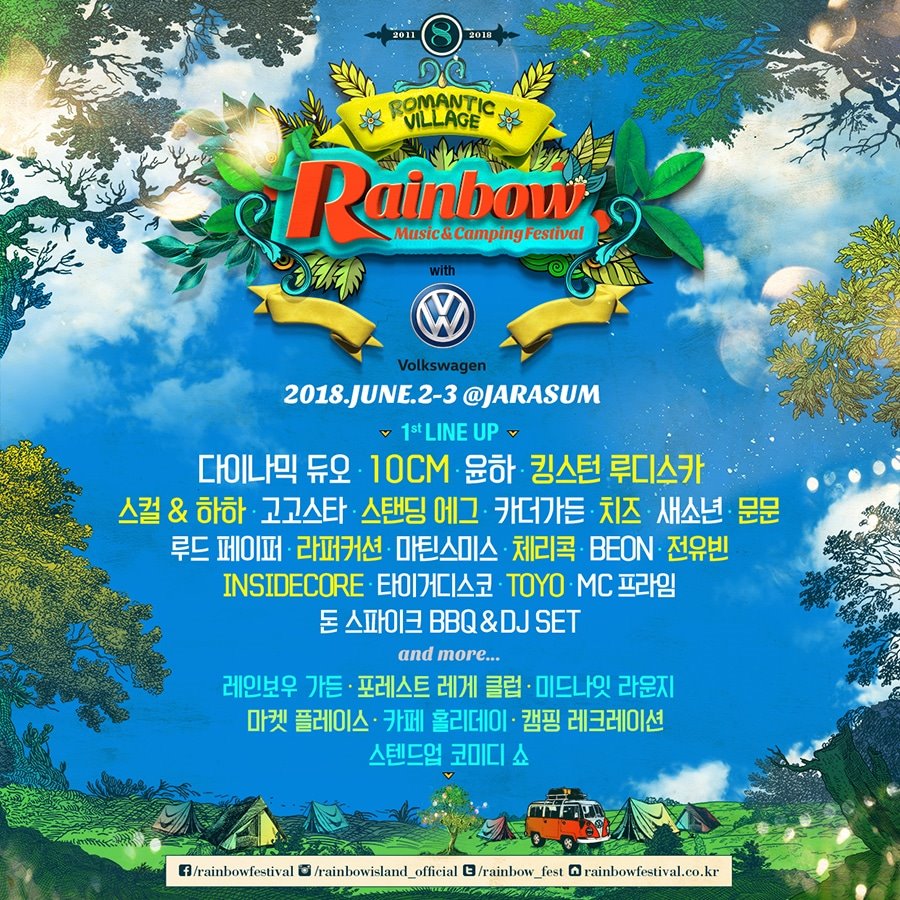 2011 8 2018
ROMANTIC
VILLAGE
Rainbow
Music & Camping Festival
with
VW
Volkswagen
2018.JUNE.2-3 @JARASUM
1st LINE UP
다이나믹 듀오 · 10CM · 윤하 · 킹스턴 루디스카
스컬 & 하하 · 고고스타 · 스탠딩 에그 · 카더가든 · 치즈 · 새소년 · 문문
루드 페이퍼 · 라퍼커션 · 마틴스미스 · 체리콕 · BEON · 전유빈
INSIDECORE · 타이거디스코 · TOYO · MC 프라임
돈 스파이크 BBQ & DJ SET
and more...
레인보우 가든 · 포레스트 레게 클럽 · 미드나잇 라운지
마켓 플레이스 · 카페 홀리데이 · 캠핑 레크레이션
스텐드업 코미디 쇼
/rainbowfestival /rainbowisland_official /rainbow_fest rainbowfestival.co.kr